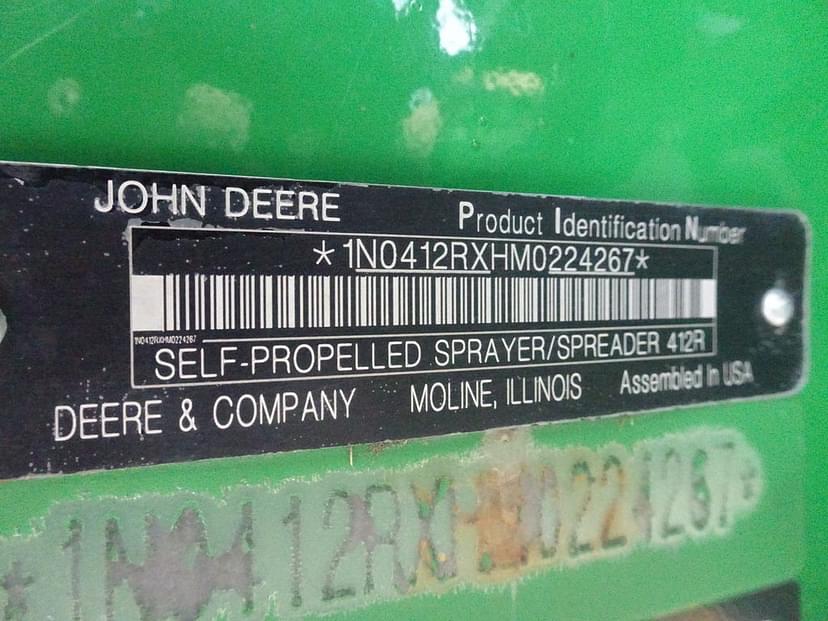 JOHN DEERE
Product Identification Number
*1N0412RXHM0224267*
1N0412RXHM0224267
SELF-PROPELLED SPRAYER/SPREADER 412R
DEERE & COMPANY MOLINE, ILLINOIS Assembled in USA
*1N0412RXHM0224267*